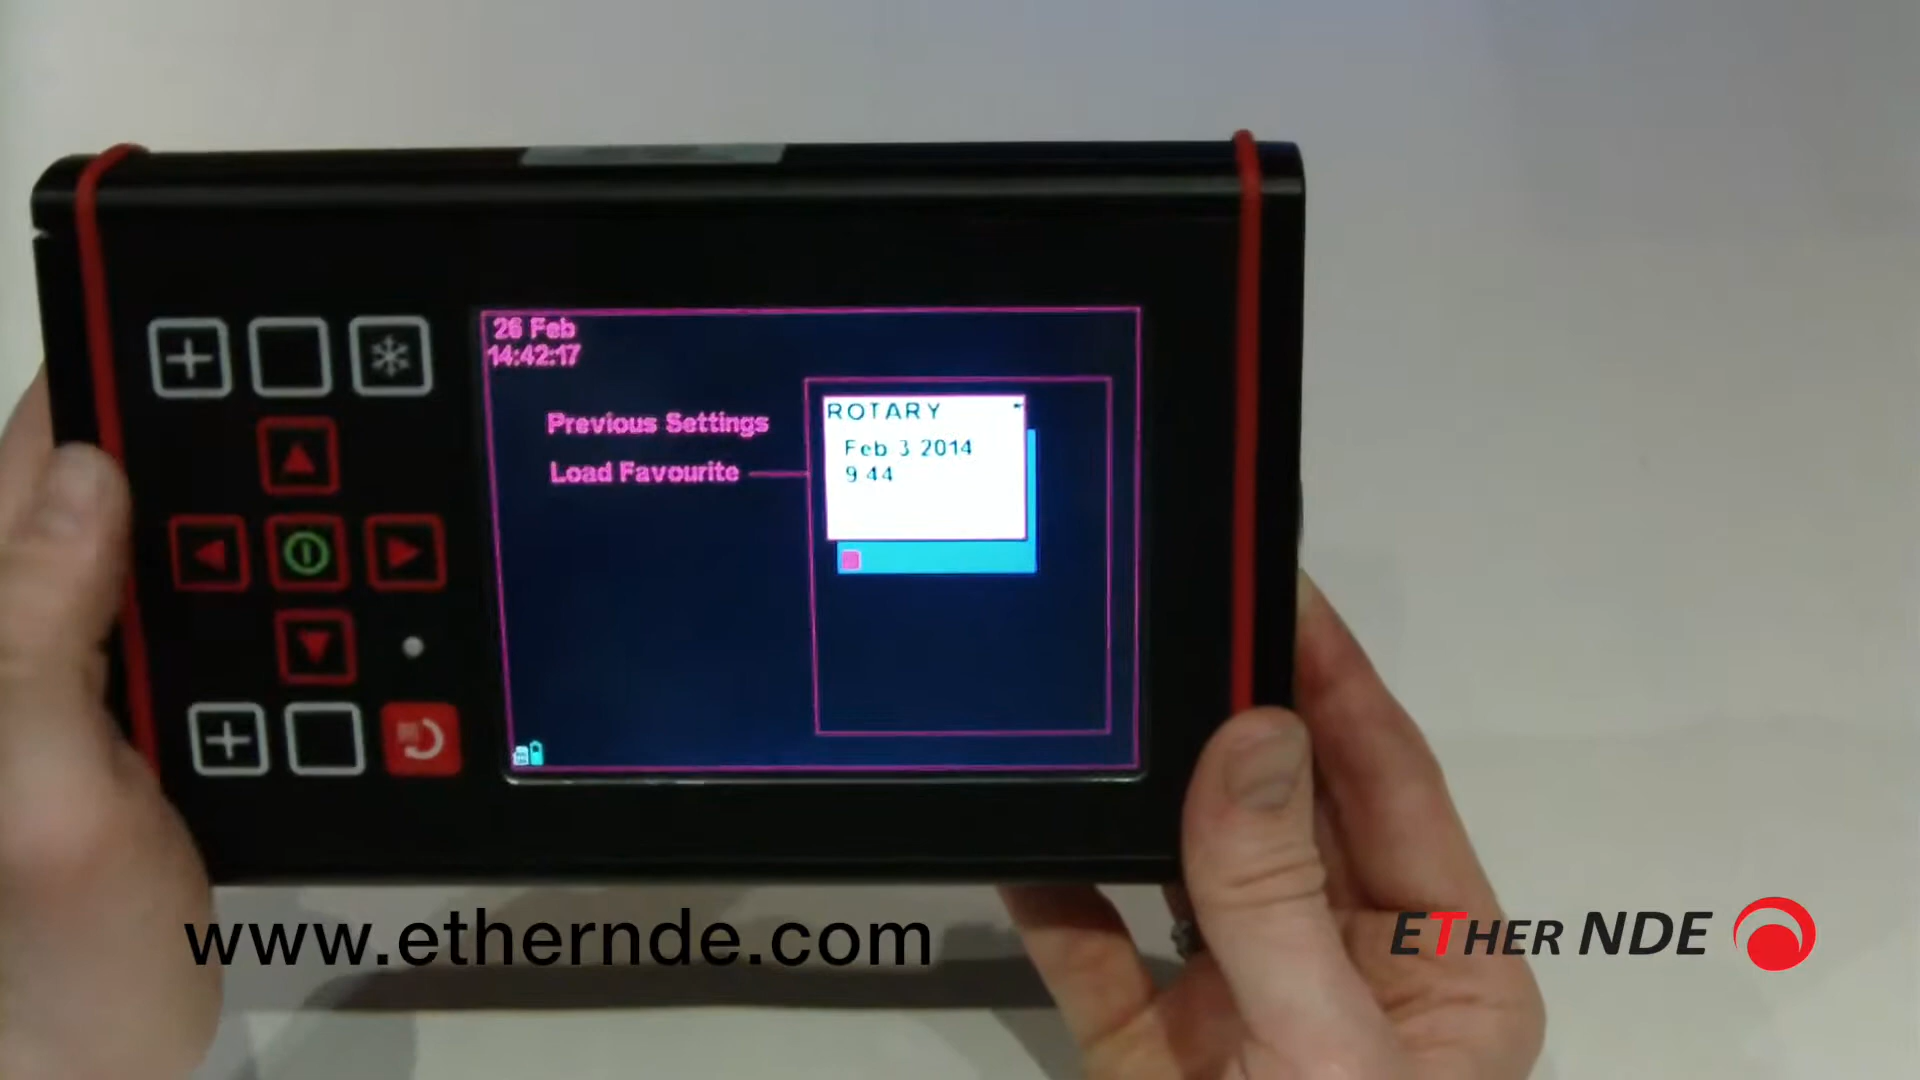 26 Feb
14:42:17
Previous Settings
Load Favourite
ROTARY
Feb 3 2014
9 44
www.ethernde.com
ETHER NDE